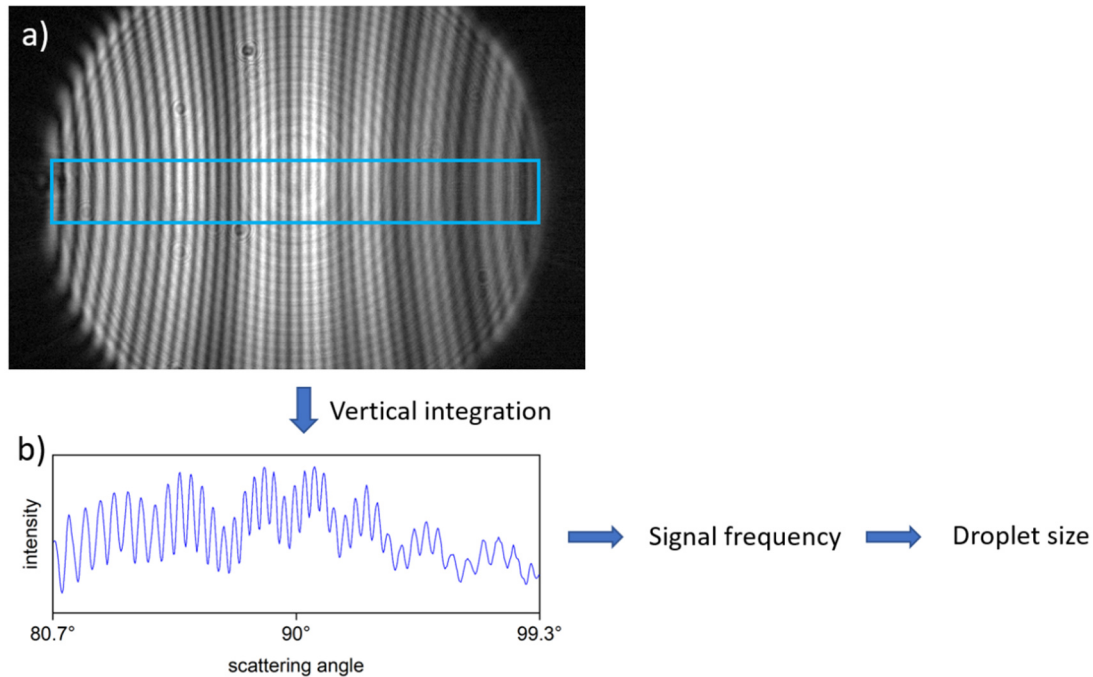 a)
Vertical integration
b)
intensity
80.7°
90°
99.3°
scattering angle
Signal frequency
Droplet size